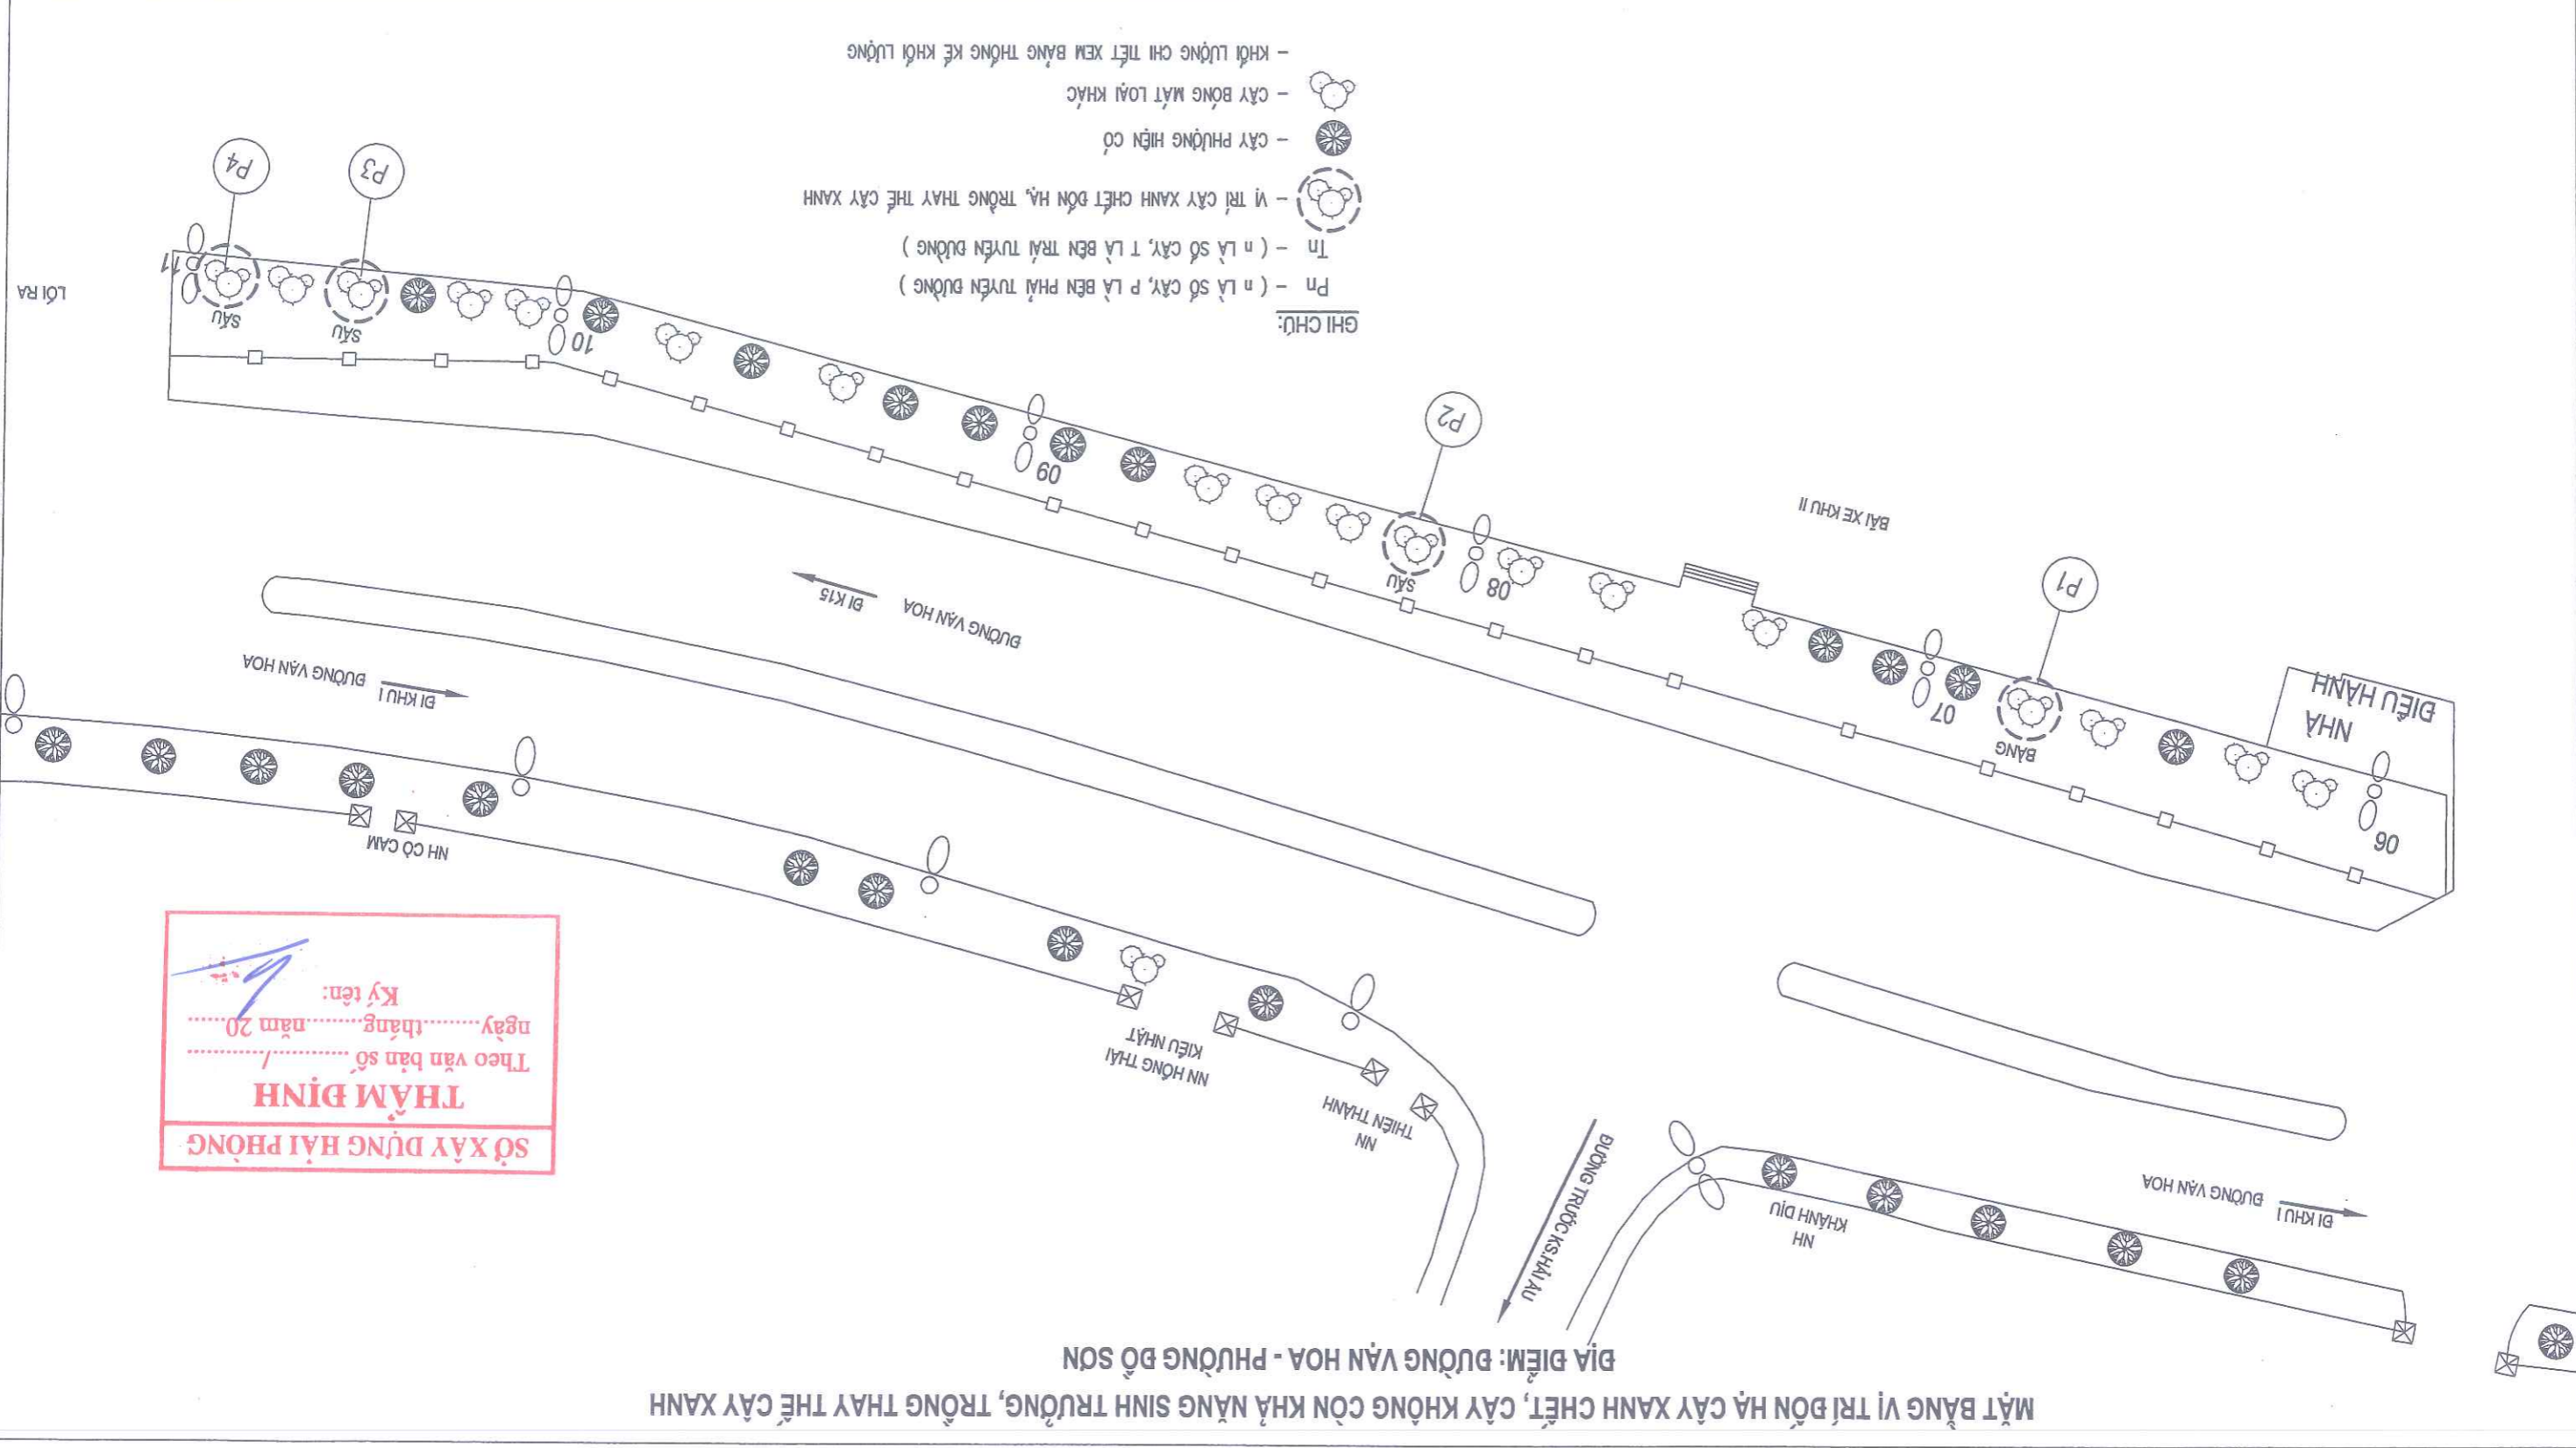 MẶT BẰNG VỊ TRÍ ĐỐN HẠ CÂY XANH CHẾT, CÂY KHÔNG CÒN KHẢ NĂNG SINH TRƯỞNG, TRỒNG THAY THẾ CÂY XANH
ĐỊA ĐIỂM: ĐƯỜNG VẠN HOA - PHƯỜNG ĐỒ SƠN
ĐI KHU I
ĐƯỜNG VẠN HOA
NH
KHÁNH DỊU
ĐƯỜNG TRƯỚC KS.HẢI ÂU
NN
THIÊN THÀNH
NN HỒNG THÁI
KIỀU NHẬT
SỞ XÂY DỰNG HẢI PHÒNG
THẨM ĐỊNH
Theo văn bản số ............/............
ngày.........tháng.........năm 20......
Ký tên:
NH CÒ CAM
ĐI KHU I
ĐƯỜNG VẠN HOA
ĐƯỜNG VẠN HOA
ĐI K15
06
NHÀ
ĐIỀU HÀNH
BÀNG
07
P1
BÃI XE KHU II
08
SẤU
P2
09
10
SẤU
P3
SẤU
P4
11
LỐI RA
GHI CHÚ:
Pn - ( n LÀ SỐ CÂY, P LÀ BÊN PHẢI TUYẾN ĐƯỜNG )
Tn - ( n LÀ SỐ CÂY, T LÀ BÊN TRÁI TUYẾN ĐƯỜNG )
- VỊ TRÍ CÂY XANH CHẾT ĐỐN HẠ, TRỒNG THAY THẾ CÂY XANH
- CÂY PHƯỢNG HIỆN CÓ
- CÂY BÓNG MÁT LOẠI KHÁC
- KHỐI LƯỢNG CHI TIẾT XEM BẢNG THỐNG KÊ KHỐI LƯỢNG